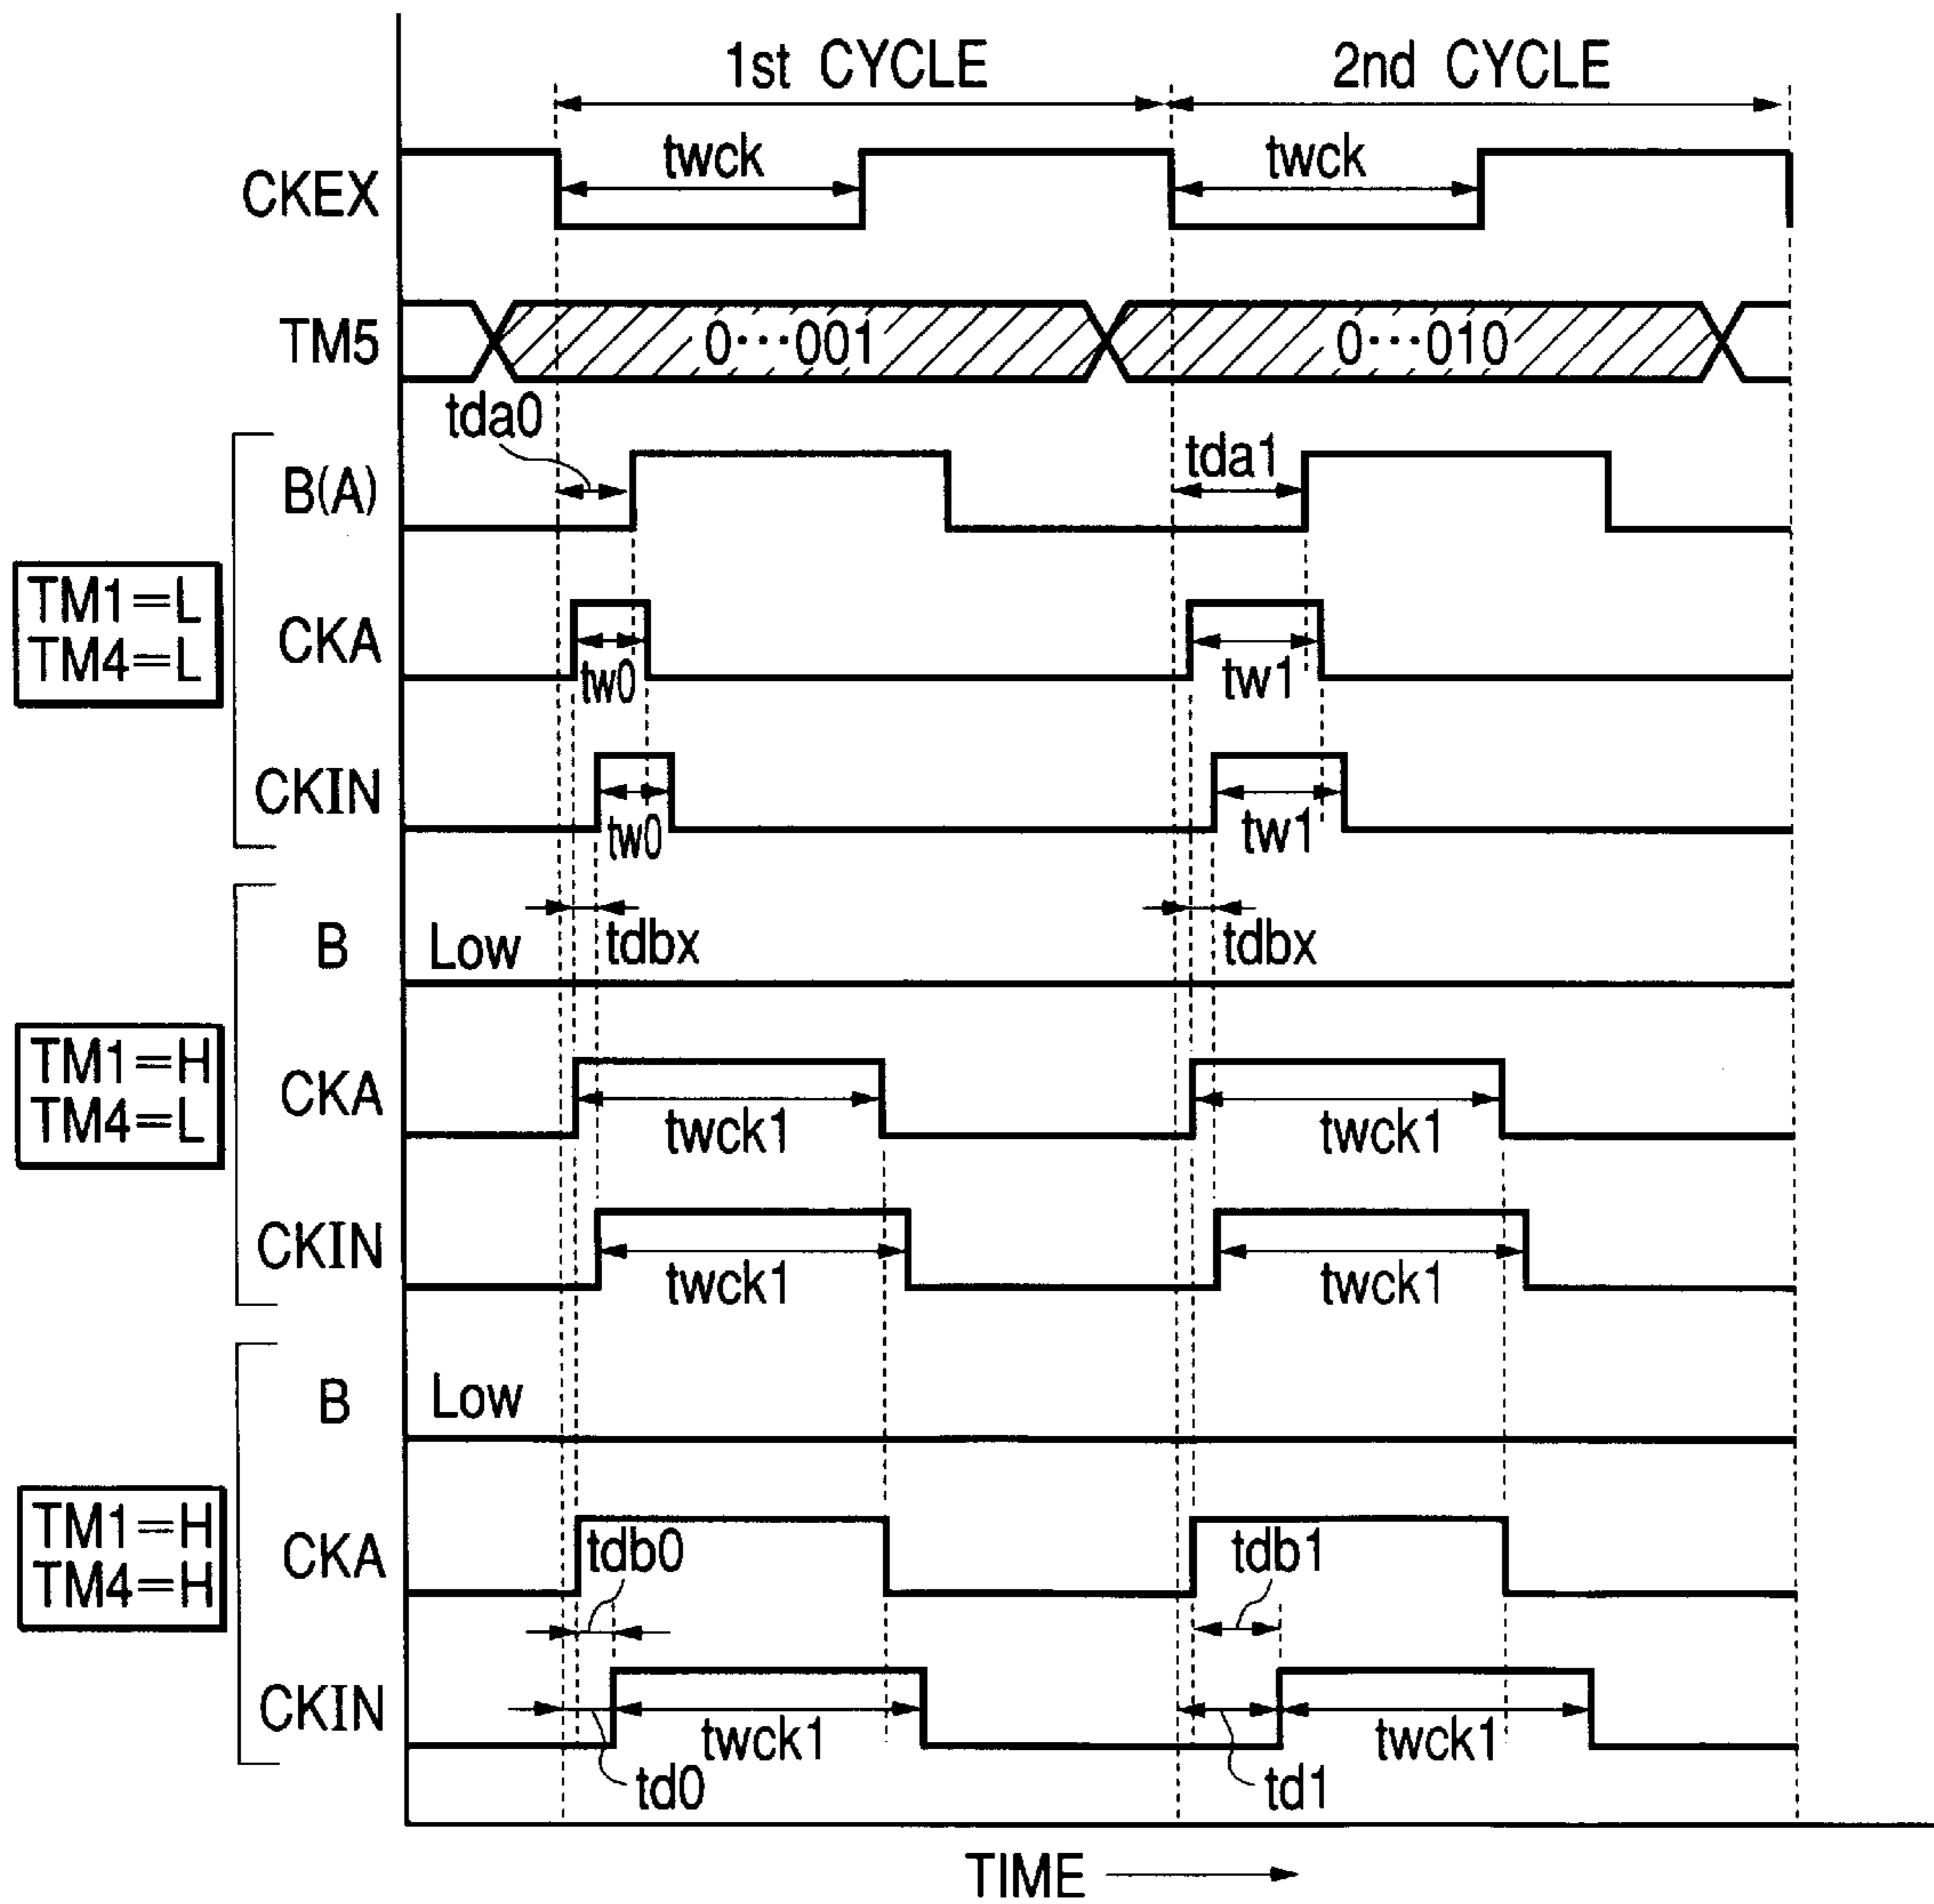 1st CYCLE 2nd CYCLE
CKEX twck twck
TM5 0···001 0···010
tda0
B(A) tda1
TM1=L
TM4=L
CKA tw0 tw1
CKIN tw0 tw1
B Low tdbx tdbx
TM1=H
TM4=L
CKA twck1 twck1
CKIN twck1 twck1
B Low
TM1=H
TM4=H
CKA tdb0 tdb1
CKIN twck1 twck1
td0 td1
TIME